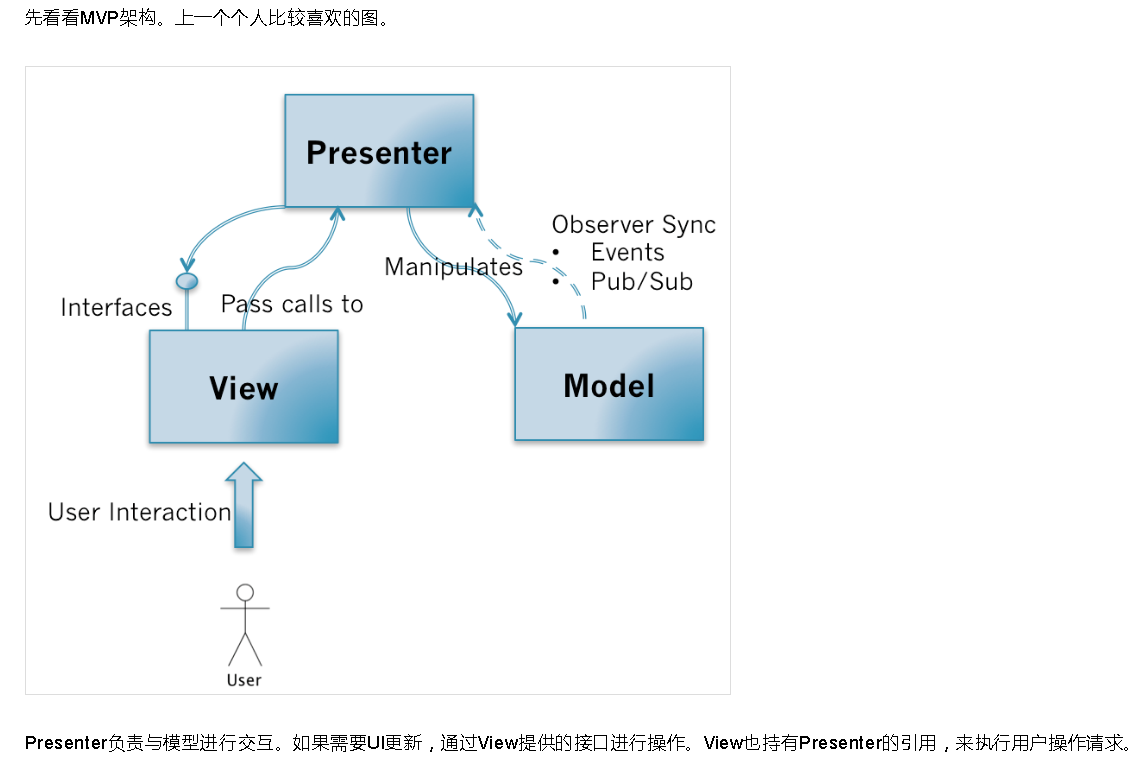 先看看MVP架构。上一个个人比较喜欢的图。
Presenter
Observer Sync
• Events
• Pub/Sub
Manipulates
Interfaces
Pass calls to
View
Model
User Interaction
User
Presenter负责与模型进行交互。如果需要UI更新，通过View提供的接口进行操作。View也持有Presenter的引用，来执行用户操作请求。